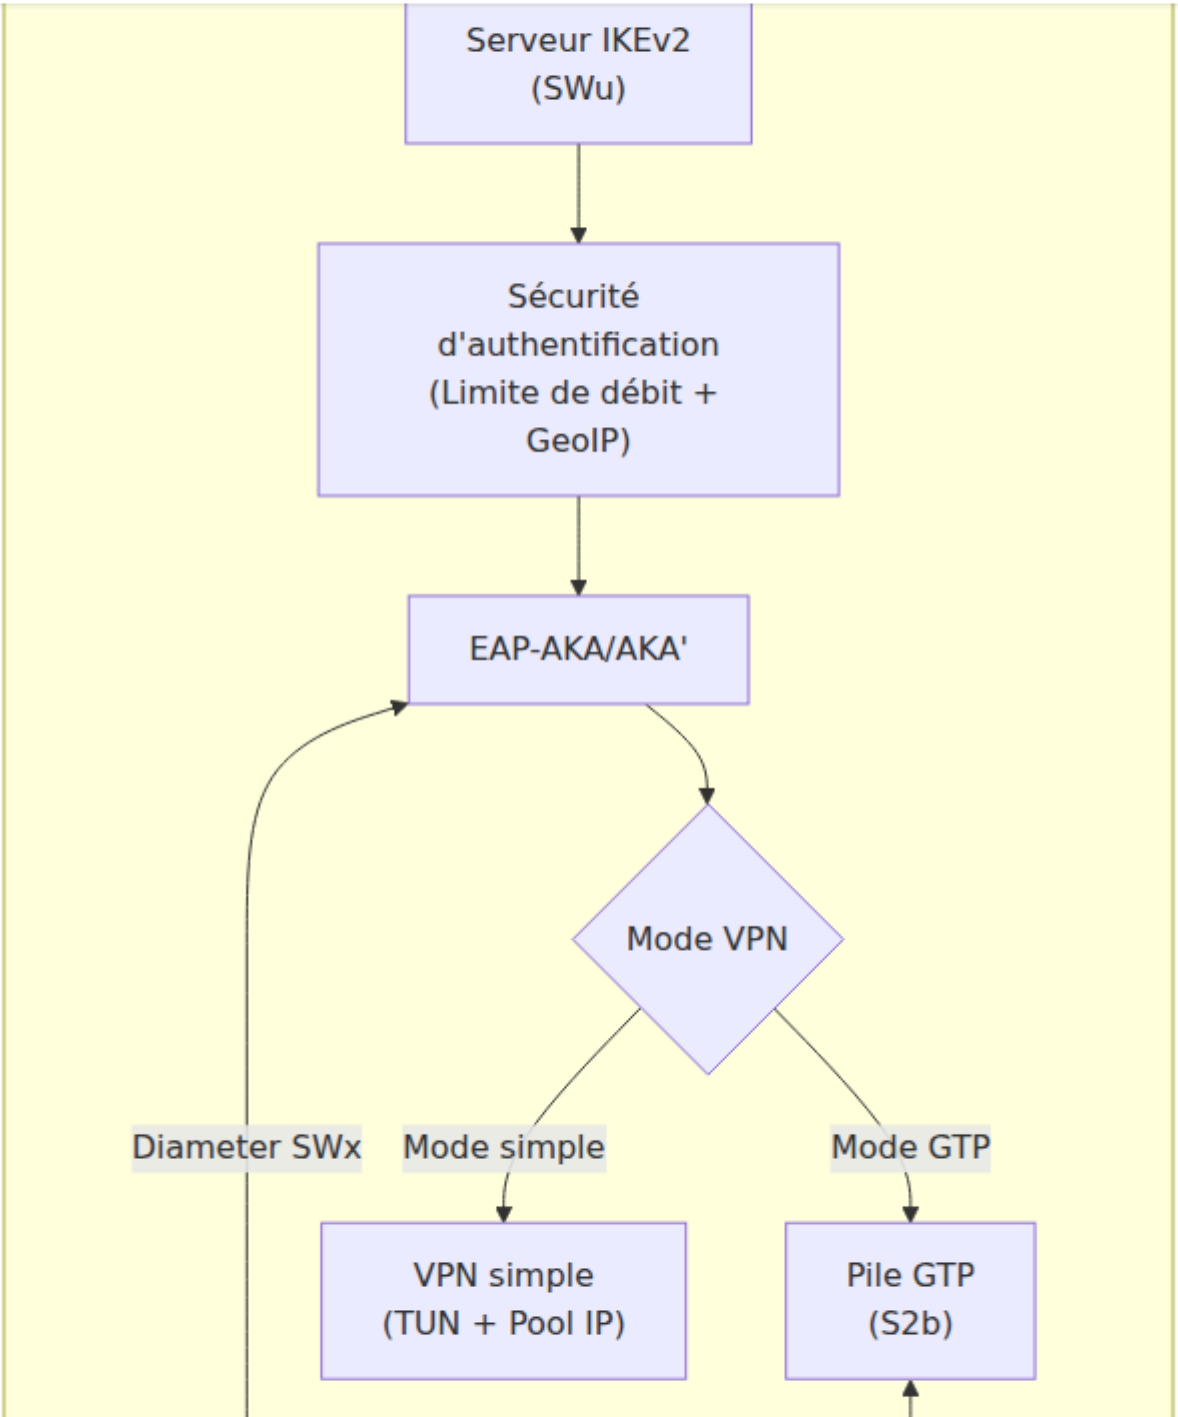 Serveur IKEv2
(SWu)
Sécurité
d'authentification
(Limite de débit +
GeoIP)
EAP-AKA/AKA'
Mode VPN
Diameter SWx
Mode simple
Mode GTP
VPN simple
(TUN + Pool IP)
Pile GTP
(S2b)